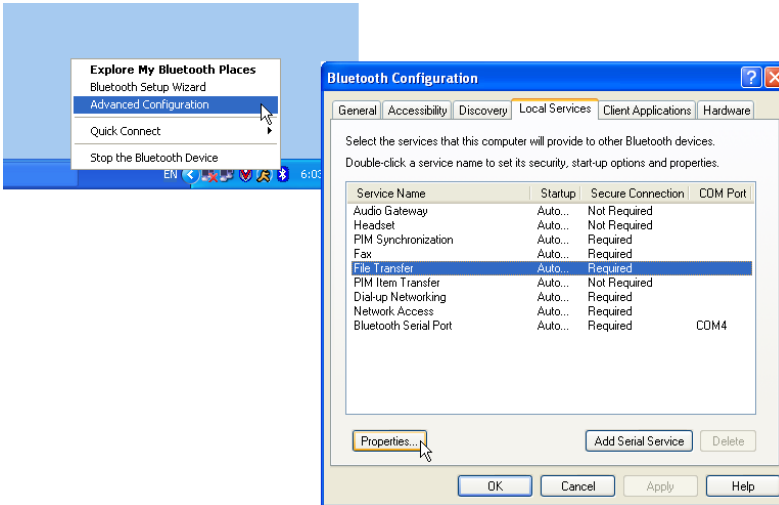 Explore My Bluetooth Places
Bluetooth Setup Wizard
Advanced Configuration
Quick Connect
Stop the Bluetooth Device
EN
6:03
Bluetooth Configuration
General Accessibility Discovery Local Services Client Applications Hardware
Select the services that this computer will provide to other Bluetooth devices.
Double-click a service name to set its security, start-up options and properties.
Service Name Startup Secure Connection COM Port
Audio Gateway Auto... Not Required
Headset Auto... Not Required
PIM Synchronization Auto... Required
Fax Auto... Required
File Transfer Auto... Required
PIM Item Transfer Auto... Not Required
Dial-up Networking Auto... Required
Network Access Auto... Required
Bluetooth Serial Port Auto... Required COM4
Properties... Add Serial Service Delete
OK Cancel Apply Help